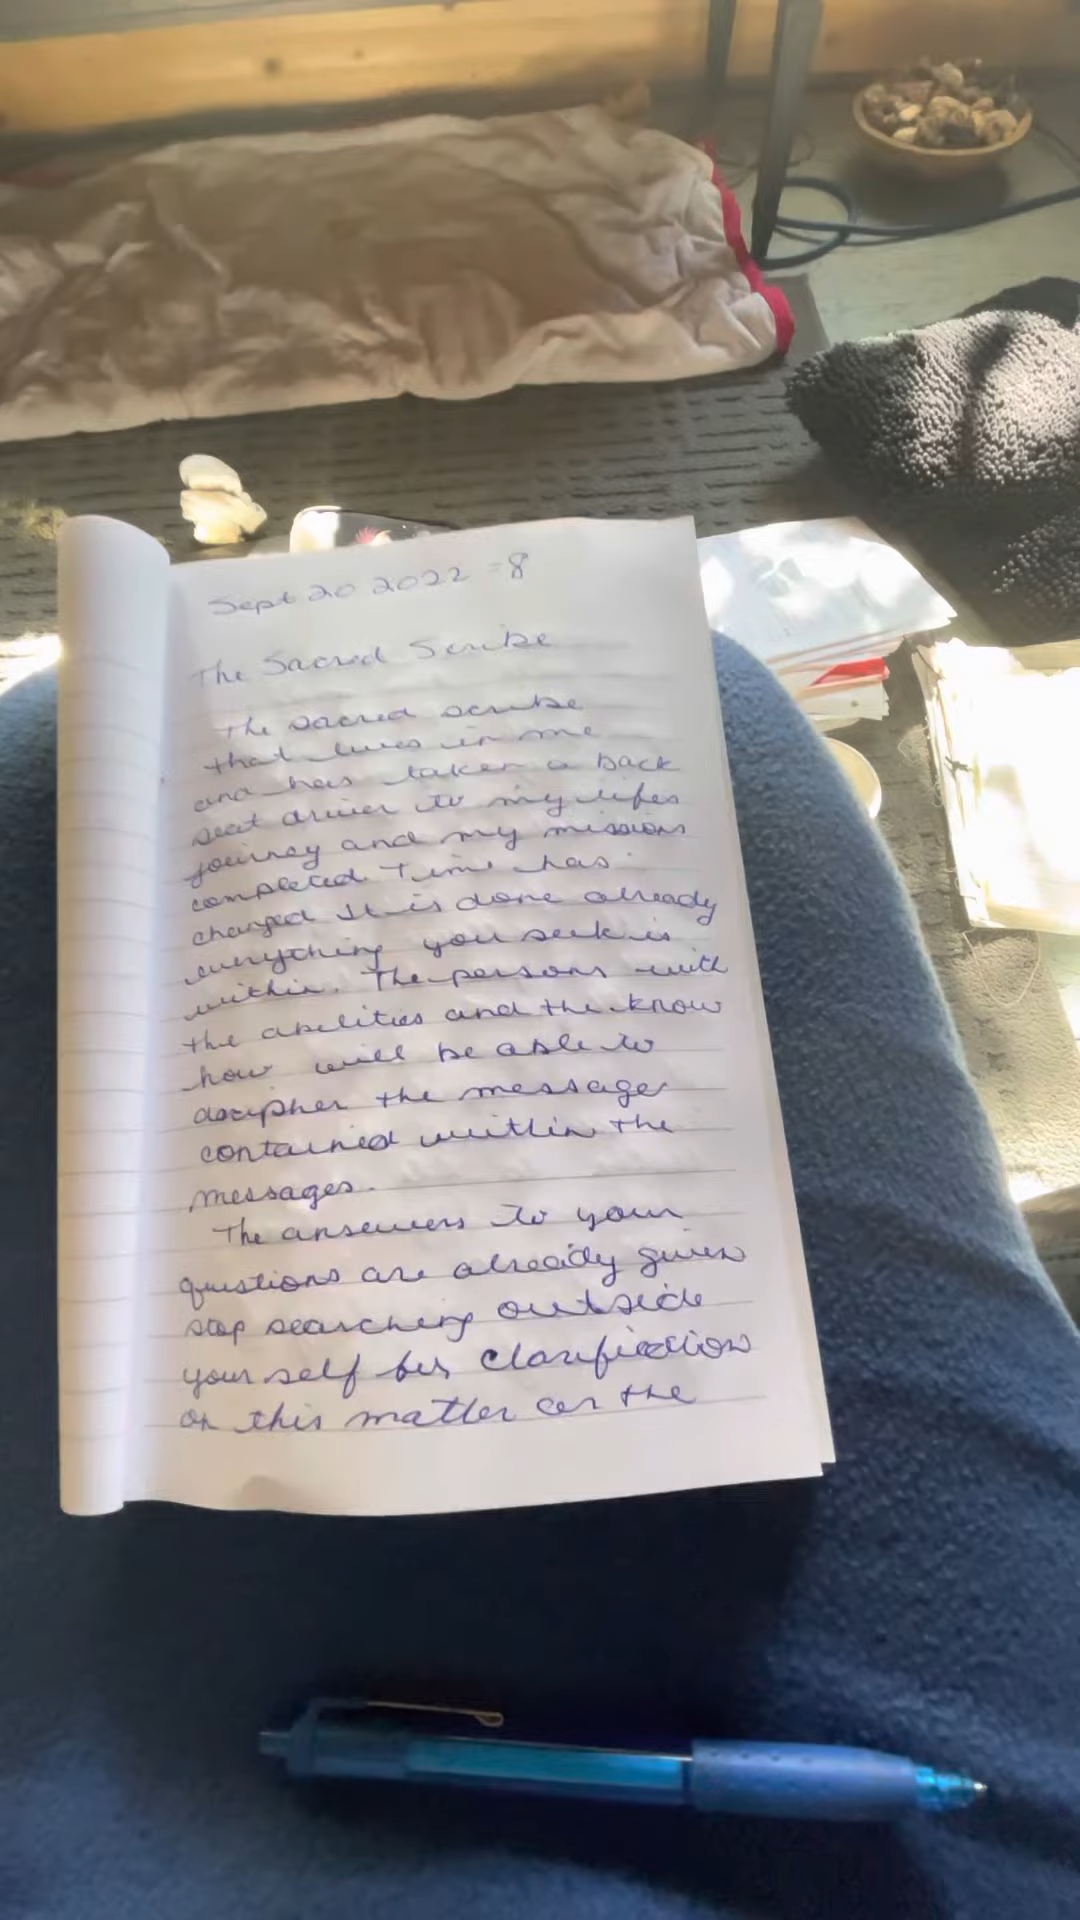 Sept 20 2022 = 8
The Sacred Scribe
The sacred scribe
that lives in me
and has taken a back
seat driver to my lifes
journey and my missions
completed. Time has
changed It is done already
everything you seek is
within. The persons with
the abilities and the know
how will be able to
decipher the message
contained within the
messages.
The answers to your
questions are already given
stop searching outside
your self for clarification
on this matter or the